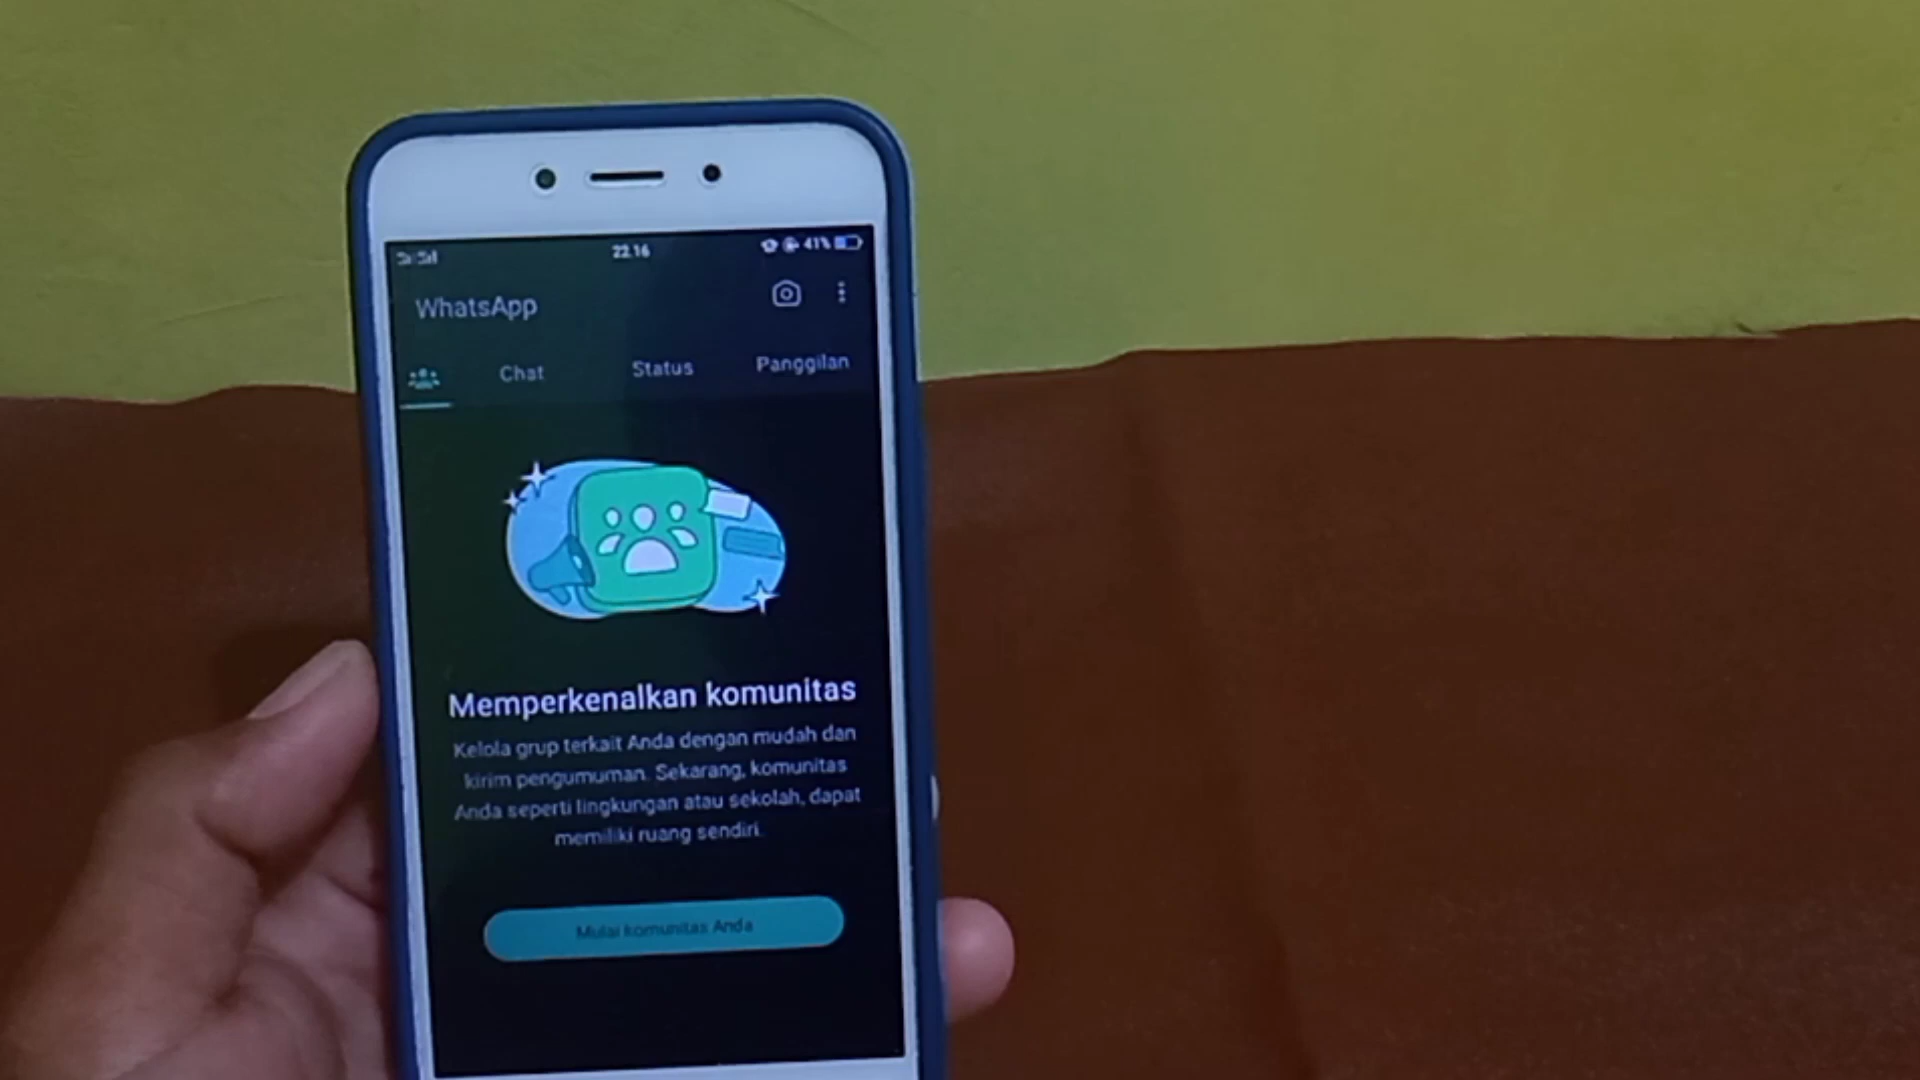 22.16
41%
WhatsApp
Chat
Status
Panggilan
Memperkenalkan komunitas
Kelola grup terkait Anda dengan mudah dan
kirim pengumuman. Sekarang, komunitas
Anda seperti lingkungan atau sekolah, dapat
memiliki ruang sendiri.
Mulai komunitas Anda